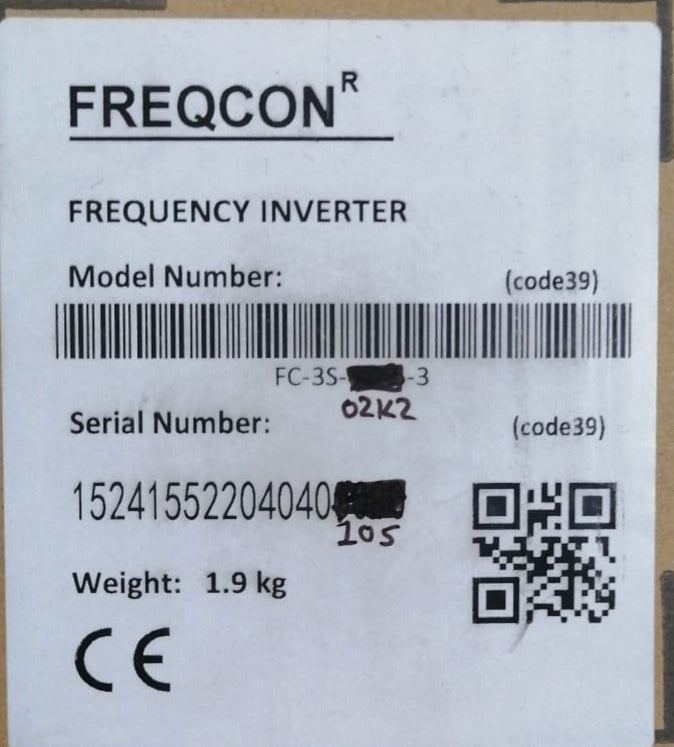 FREQCON R
FREQUENCY INVERTER
Model Number: (code39)
FC-3S- -3
02K2
Serial Number: (code39)
15241552204040
105
Weight: 1.9 kg
CE